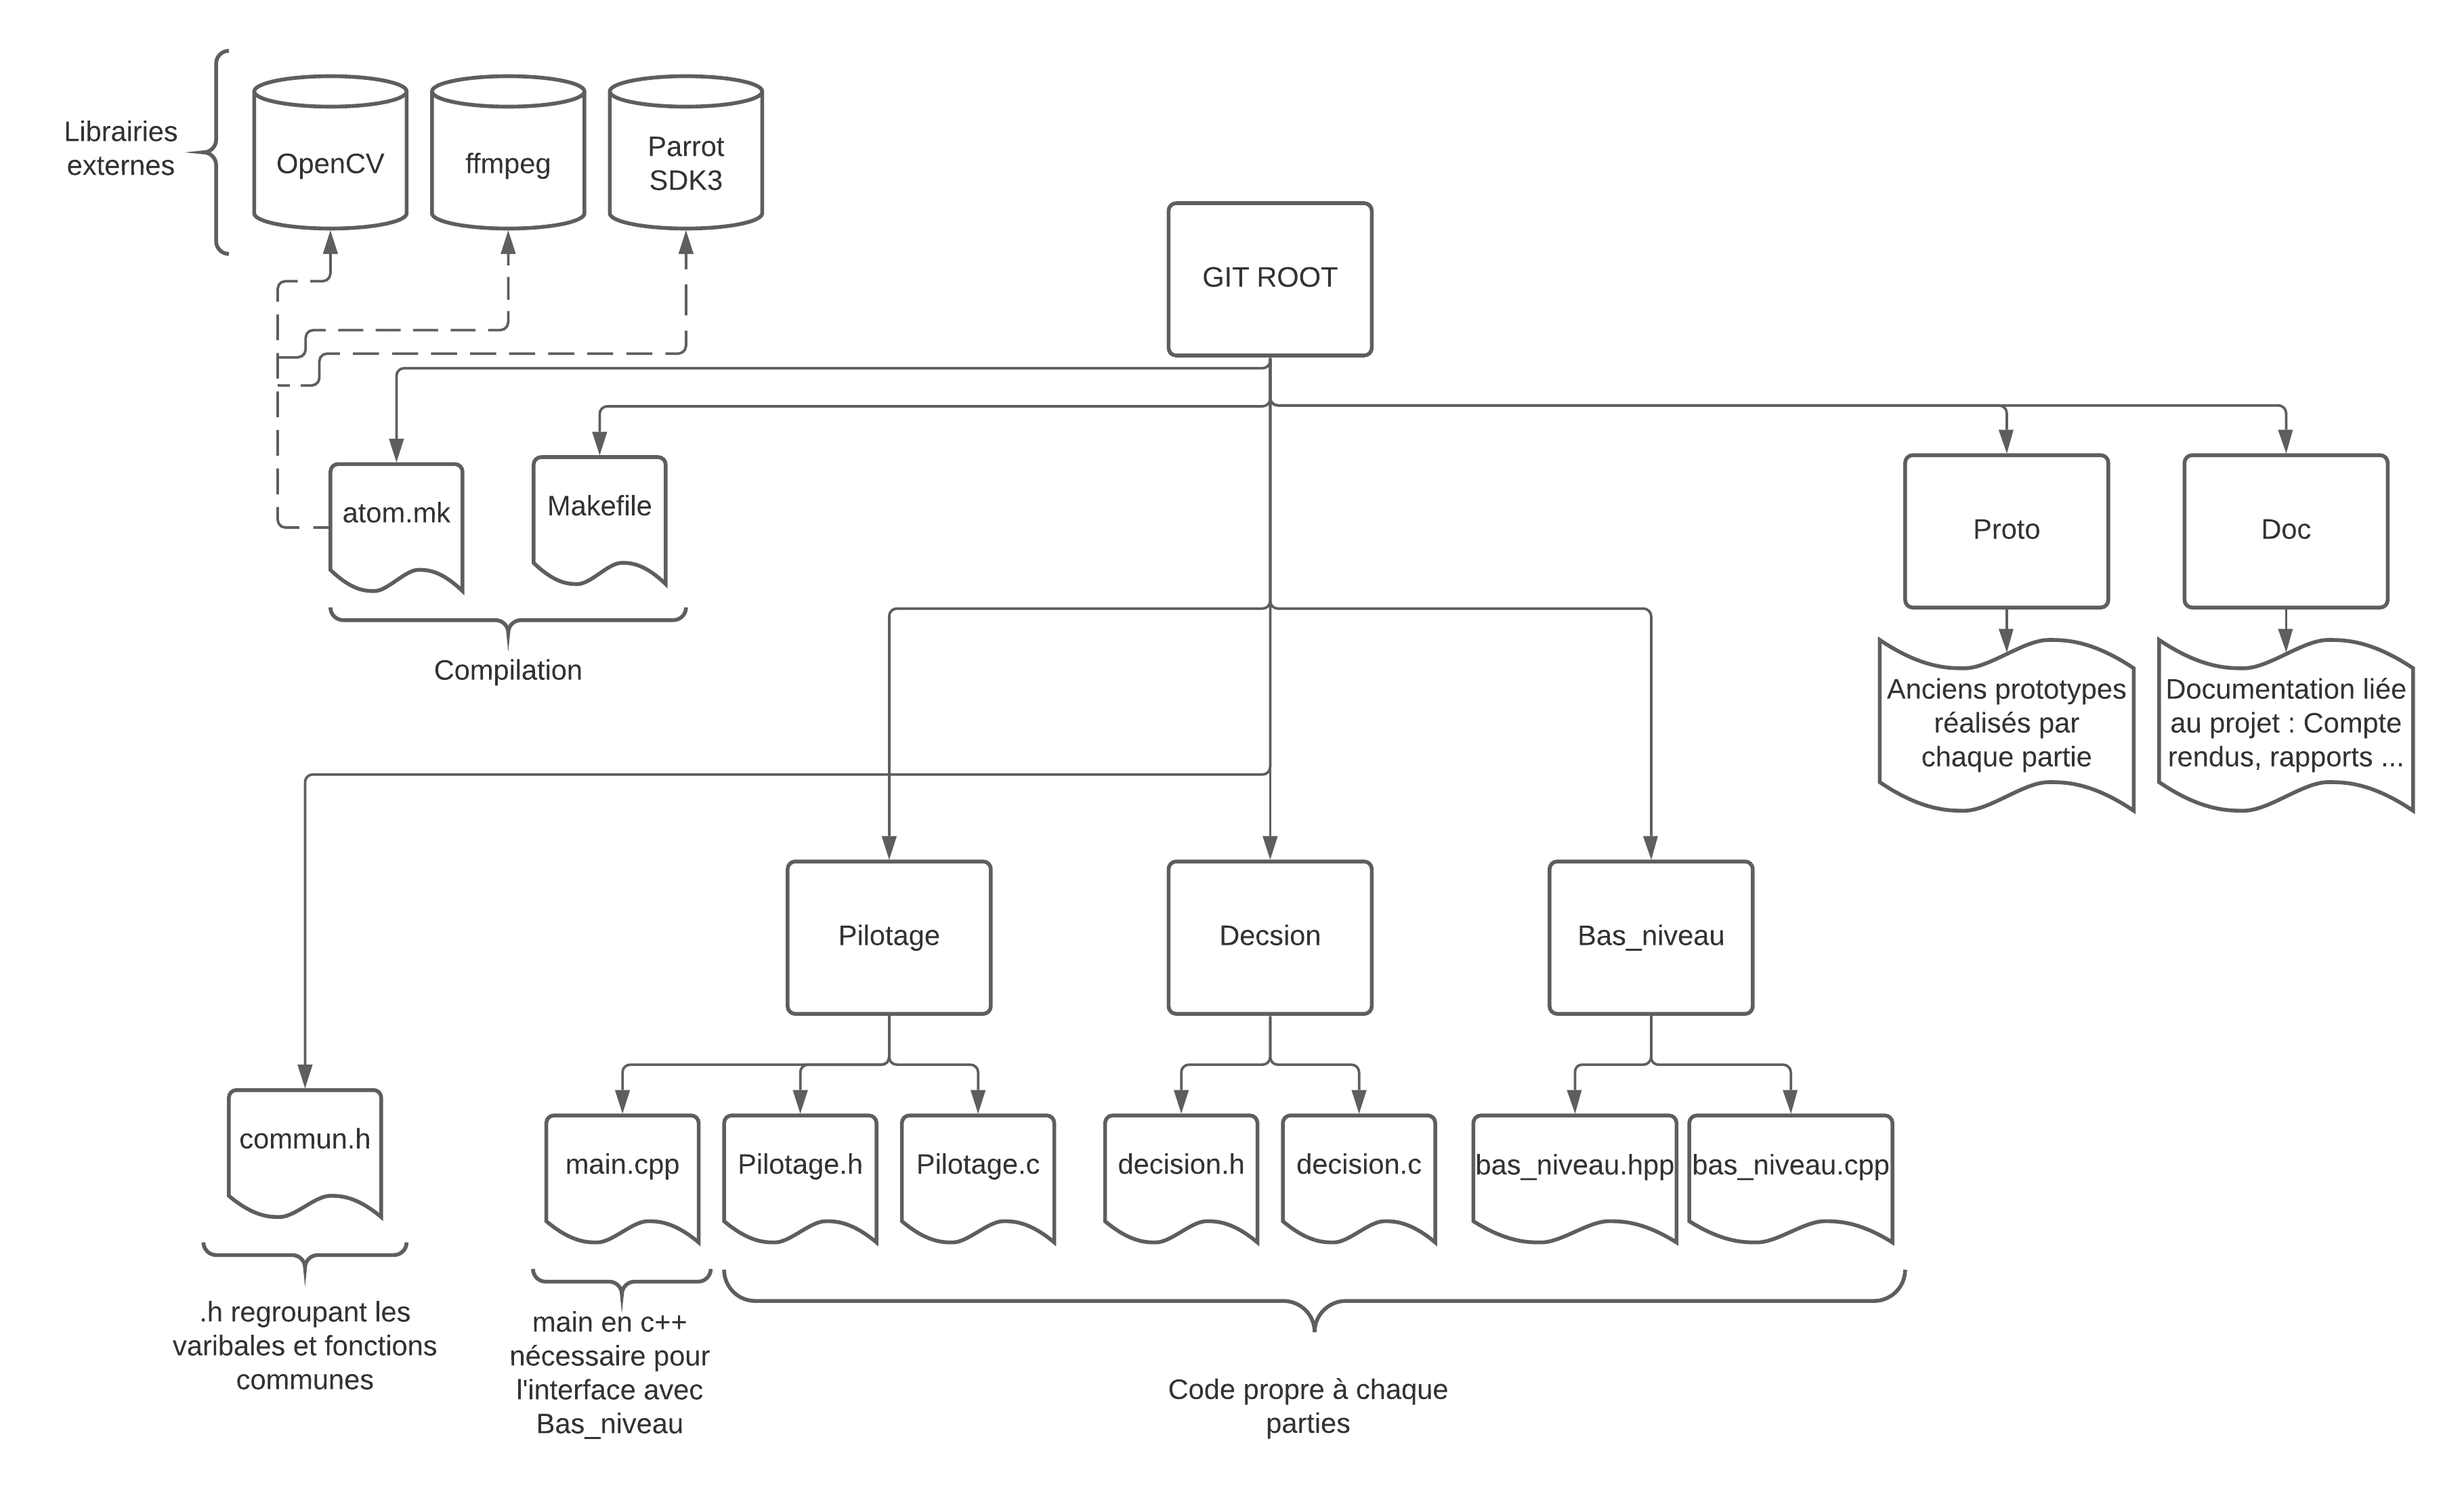 Librairies
externes
OpenCV
ffmpeg
Parrot
SDK3
GIT ROOT
atom.mk
Makefile
Compilation
Proto
Doc
Anciens prototypes
réalisés par
chaque partie
Documentation liée
au projet : Compte
rendus, rapports ...
Pilotage
Decsion
Bas_niveau
commun.h
main.cpp
Pilotage.h
Pilotage.c
decision.h
decision.c
bas_niveau.hpp
bas_niveau.cpp
.h regroupant les
varibales et fonctions
communes
main en c++
nécessaire pour
l'interface avec
Bas_niveau
Code propre à chaque
parties